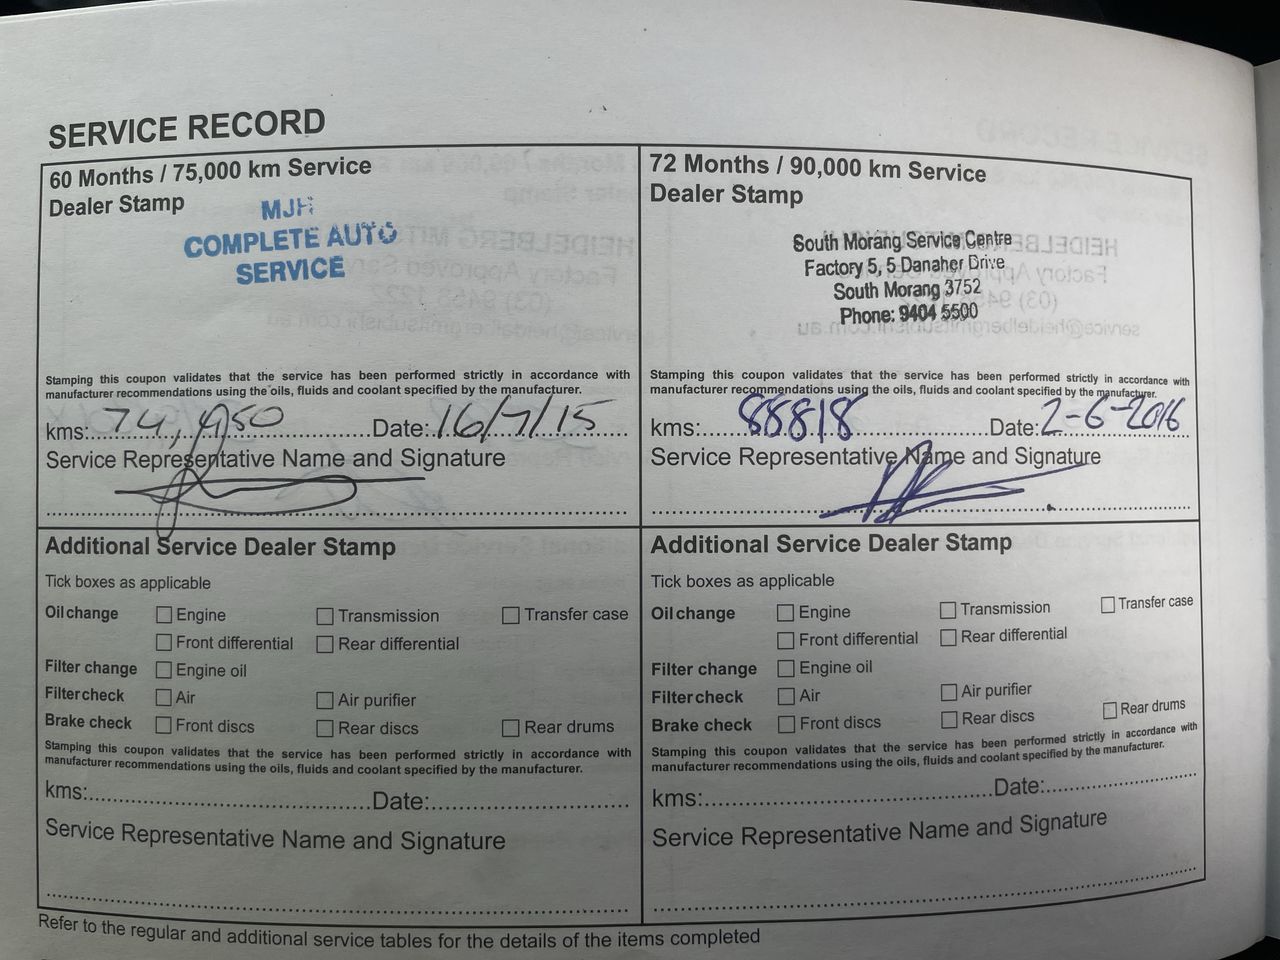 SERVICE RECORD
60 Months / 75,000 km Service
Dealer Stamp
MJH
COMPLETE AUTO
SERVICE
Stamping this coupon validates that the service has been performed strictly in accordance with
manufacturer recommendations using the oils, fluids and coolant specified by the manufacturer.
kms: 74,950 Date: 16/7/15
Service Representative Name and Signature
Additional Service Dealer Stamp
Tick boxes as applicable
Oil change Engine Transmission Transfer case
Front differential Rear differential
Filter change Engine oil
Filter check Air Air purifier
Brake check Front discs Rear discs Rear drums
Stamping this coupon validates that the service has been performed strictly in accordance with
manufacturer recommendations using the oils, fluids and coolant specified by the manufacturer.
kms: Date:
Service Representative Name and Signature
72 Months / 90,000 km Service
Dealer Stamp
South Morang Service Centre
Factory 5, 5 Danaher Drive
South Morang 3752
Phone: 9404 5500
Stamping this coupon validates that the service has been performed strictly in accordance with
manufacturer recommendations using the oils, fluids and coolant specified by the manufacturer.
kms: 88818 Date: 2-6-2016
Service Representative Name and Signature
Additional Service Dealer Stamp
Tick boxes as applicable
Oil change Engine Transmission Transfer case
Front differential Rear differential
Filter change Engine oil
Filter check Air Air purifier
Brake check Front discs Rear discs Rear drums
Stamping this coupon validates that the service has been performed strictly in accordance with
manufacturer recommendations using the oils, fluids and coolant specified by the manufacturer.
kms: Date:
Service Representative Name and Signature
Refer to the regular and additional service tables for the details of the items completed